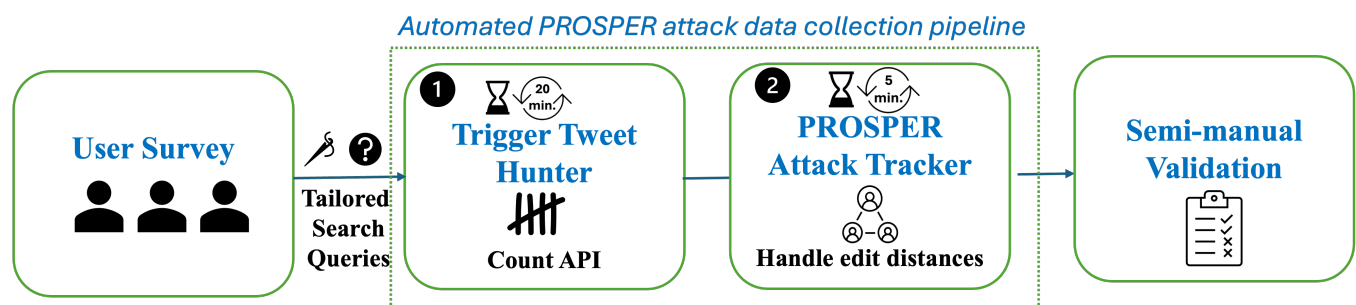 Automated PROSPER attack data collection pipeline
User Survey
?
Tailored
Search
Queries
1
20
min.
Trigger Tweet
Hunter
Count API
2
5
min.
PROSPER
Attack Tracker
Handle edit distances
Semi-manual
Validation